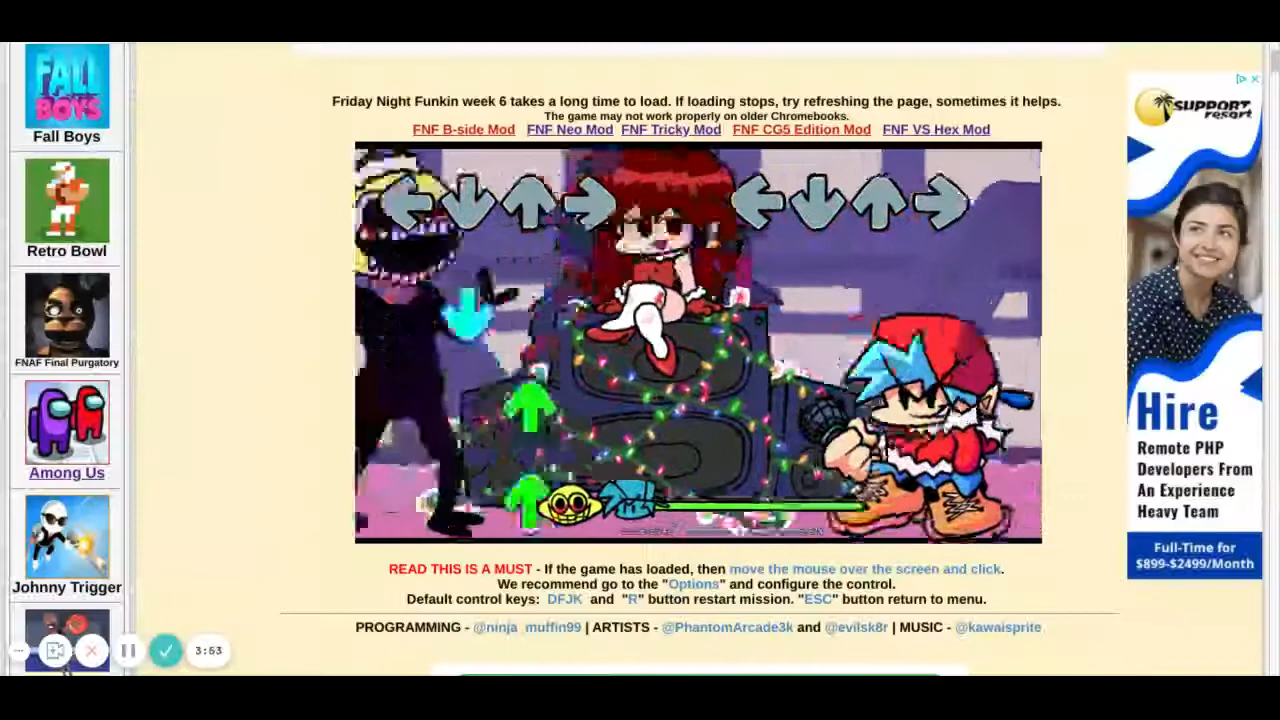 FALL
BOYS
Fall Boys
Retro Bowl
FNAF Final Purgatory
Among Us
Johnny Trigger
Friday Night Funkin week 6 takes a long time to load. If loading stops, try refreshing the page, sometimes it helps.
The game may not work properly on older Chromebooks.
FNF B-side Mod FNF Neo Mod FNF Tricky Mod FNF CG5 Edition Mod FNF VS Hex Mod
READ THIS IS A MUST - If the game has loaded, then move the mouse over the screen and click.
We recommend go to the "Options" and configure the control.
Default control keys: DFJK and "R" button restart mission. "ESC" button return to menu.
PROGRAMMING - @ninja_muffin99 | ARTISTS - @PhantomArcade3k and @evilsk8r | MUSIC - @kawaisprite
3:53
SUPPORT
resort
Hire
Remote PHP
Developers From
An Experience
Heavy Team
Full-Time for
$899-$2499/Month